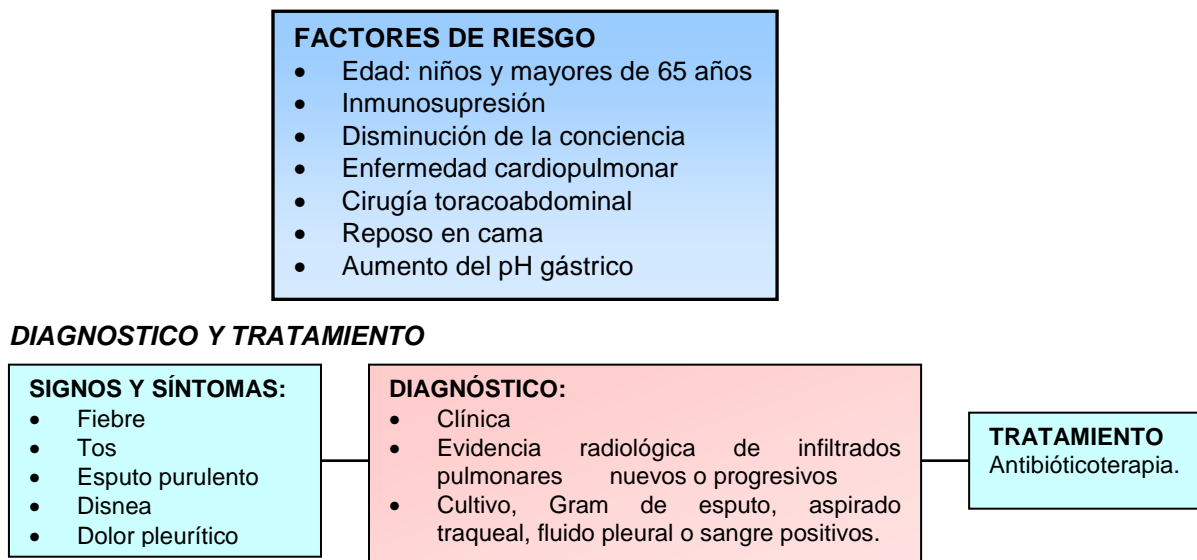 FACTORES DE RIESGO
• Edad: niños y mayores de 65 años
• Inmunosupresión
• Disminución de la conciencia
• Enfermedad cardiopulmonar
• Cirugía toracoabdominal
• Reposo en cama
• Aumento del pH gástrico
DIAGNOSTICO Y TRATAMIENTO
SIGNOS Y SÍNTOMAS:
• Fiebre
• Tos
• Esputo purulento
• Disnea
• Dolor pleurítico
DIAGNÓSTICO:
• Clínica
• Evidencia radiológica de infiltrados
pulmonares nuevos o progresivos
• Cultivo, Gram de esputo, aspirado
traqueal, fluido pleural o sangre positivos.
TRATAMIENTO
Antibióticoterapia.